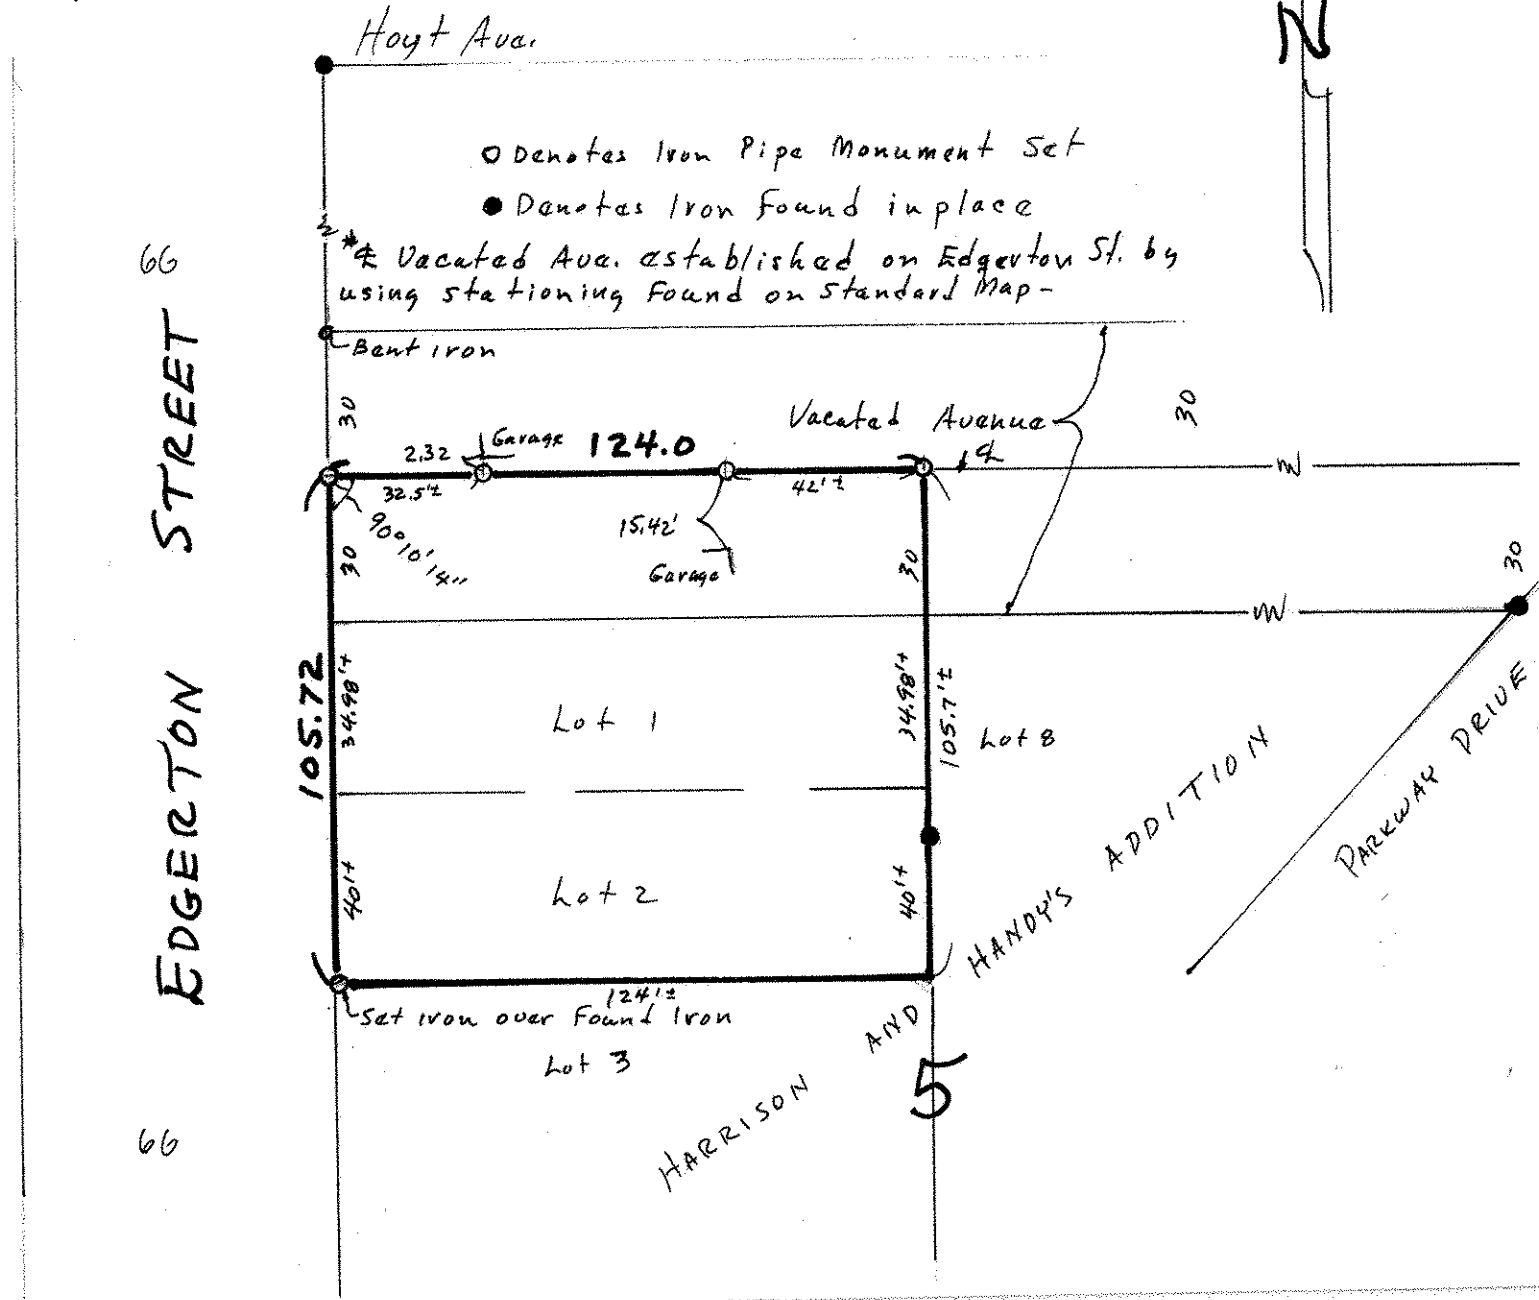 Hoyt Ave.
N
O Denotes Iron Pipe Monument Set
● Denotes Iron Found in place
*℄ Vacated Ave. established on Edgerton St. by
using stationing Found on Standard Map -
66
Bent iron
30
Vacated Avenue
30
2.32
Garage
124.0
℄
32.5'±
42'±
90°10'14"
15.42'
Garage
30
30
30
EDGERTON STREET
105.72
34.98'+
Lot 1
34.98'+
105.7'±
Lot 8
40'+
Lot 2
40'+
124'±
Set iron over Found Iron
Lot 3
HARRISON AND HANDY'S ADDITION
PARKWAY DRIVE
5
66